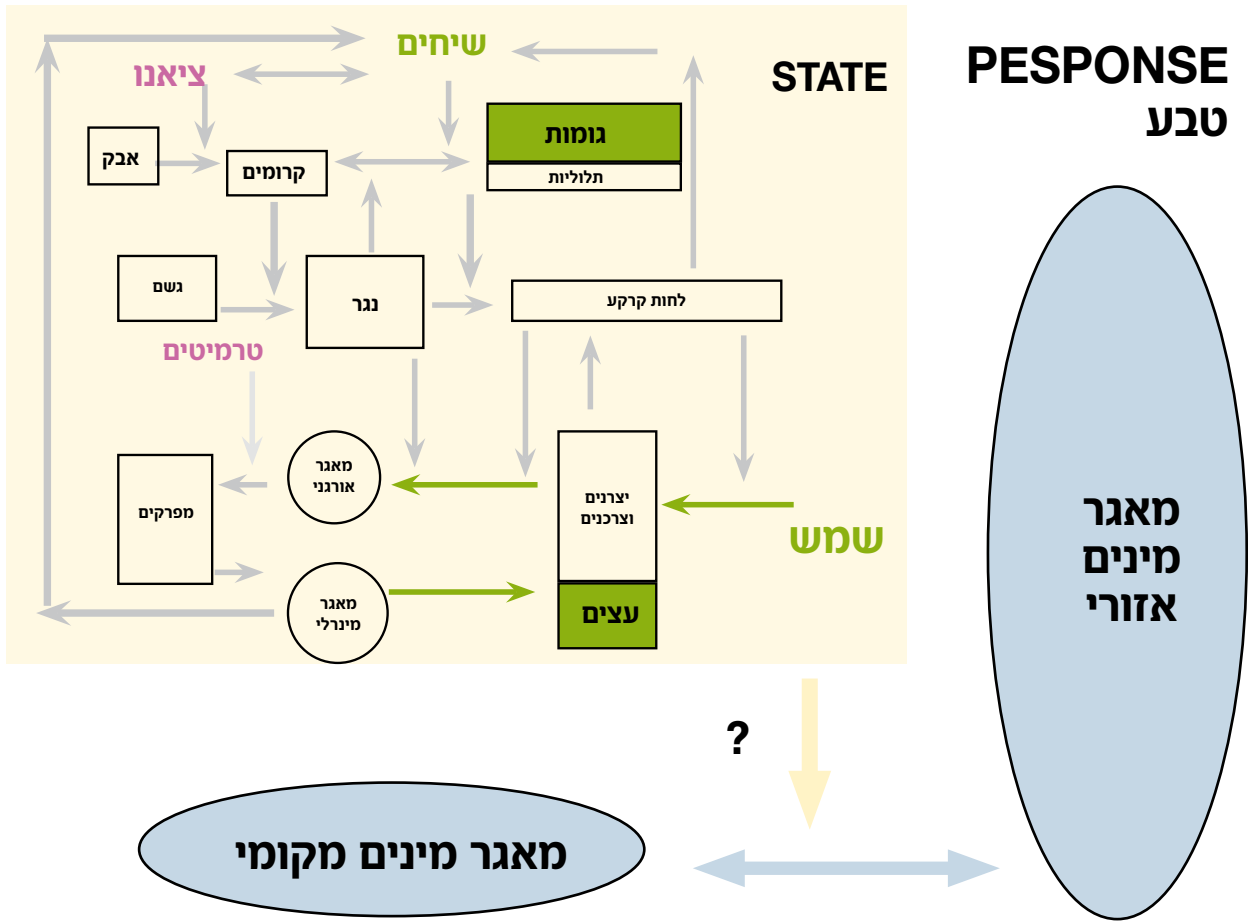 PESPONSE
טבע
STATE
שיחים
ציאנו
גומות
תלוליות
אבק
קרומים
גשם
נגר
לחות קרקע
טרמיטים
מאגר
אורגני
יצרנים
וצרכנים
מפרקים
שמש
מאגר
מינרלי
עצים
מאגר
מינים
אזורי
?
מאגר מינים מקומי